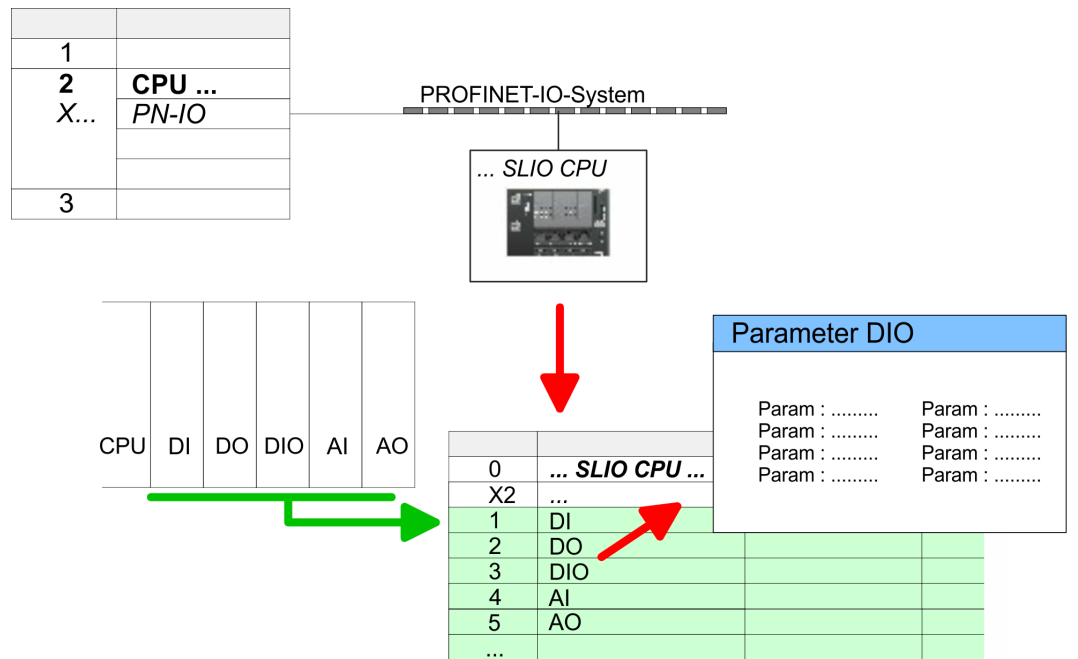 1
2 CPU ...
X... PN-IO
3
PROFINET-IO-System
... SLIO CPU
CPU DI DO DIO AI AO
Parameter DIO
Param : ......... Param : .........
Param : ......... Param : .........
Param : ......... Param : .........
Param : ......... Param : .........
0 ... SLIO CPU ...
X2 ...
1 DI
2 DO
3 DIO
4 AI
5 AO
...